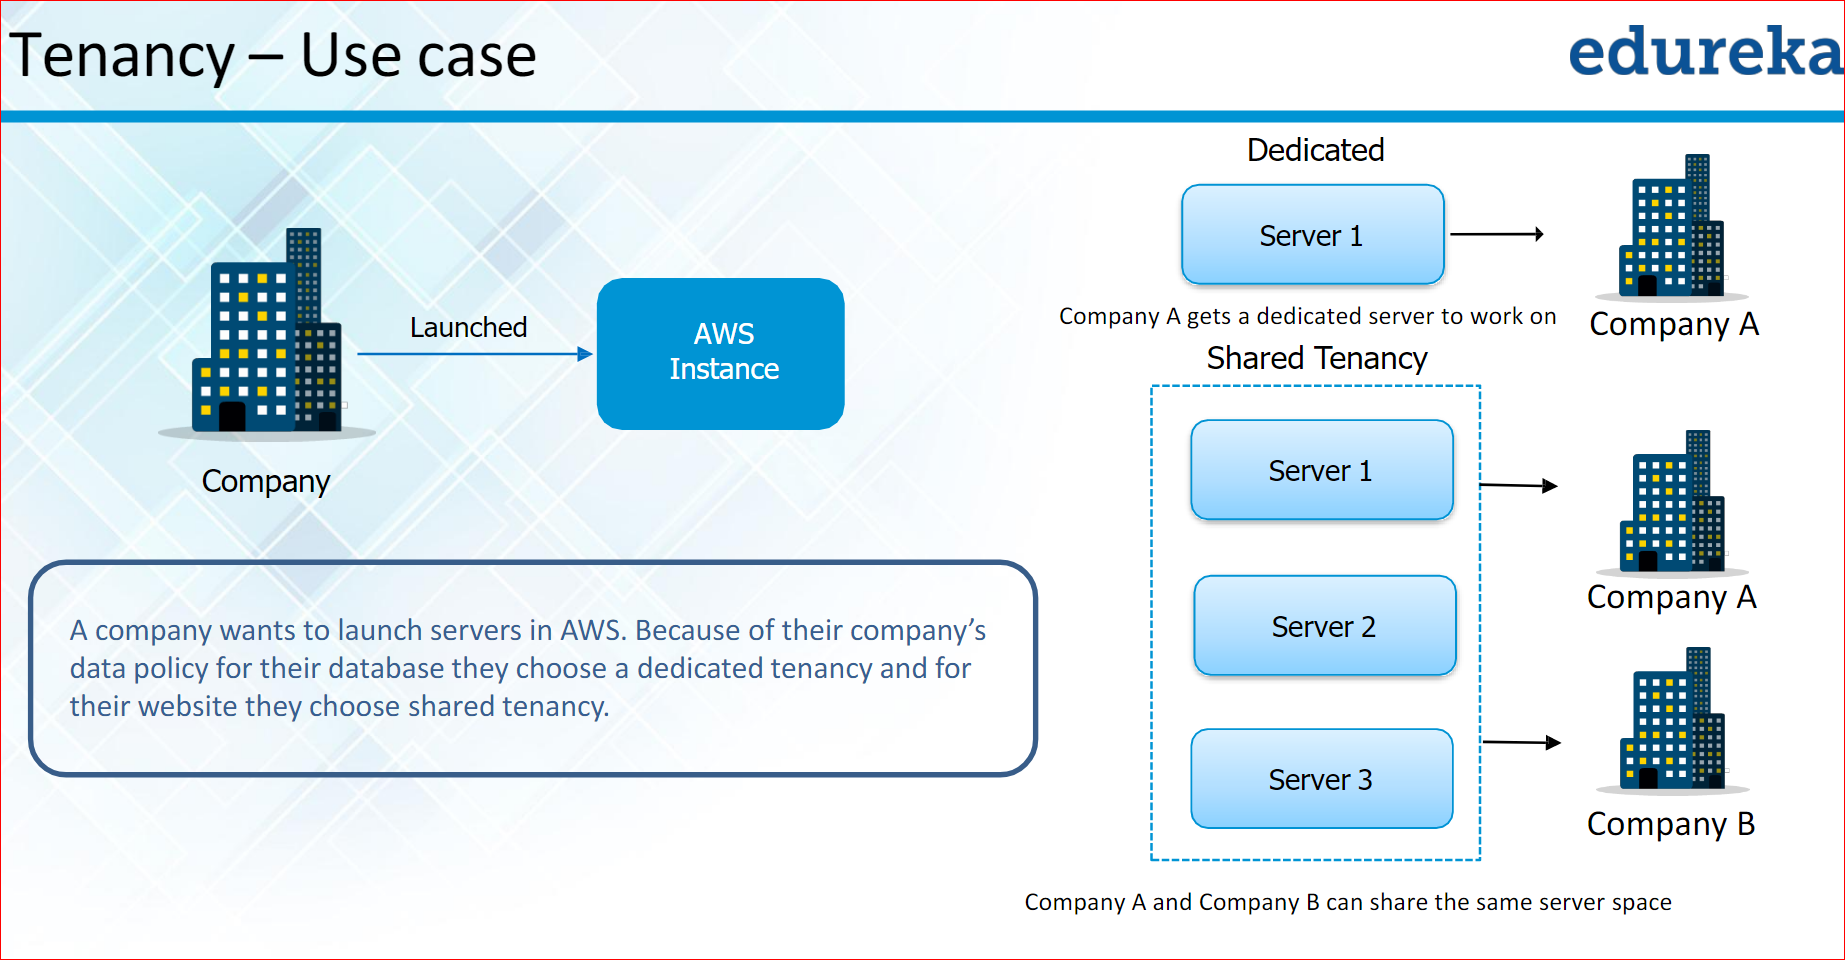 Tenancy – Use case
edureka
Launched
AWS
Instance
Company
A company wants to launch servers in AWS. Because of their company’s
data policy for their database they choose a dedicated tenancy and for
their website they choose shared tenancy.
Dedicated
Server 1
Company A gets a dedicated server to work on
Company A
Shared Tenancy
Server 1
Company A
Server 2
Server 3
Company B
Company A and Company B can share the same server space